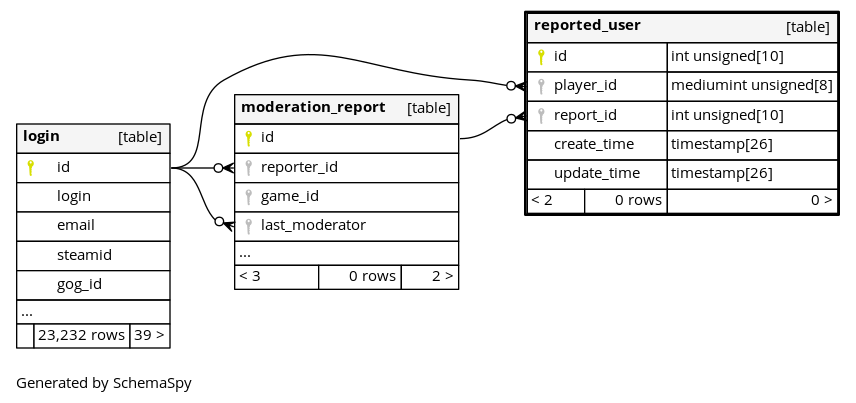 reported_user [table]
id int unsigned[10]
player_id mediumint unsigned[8]
report_id int unsigned[10]
create_time timestamp[26]
update_time timestamp[26]
< 2 0 rows 0 >
moderation_report [table]
id
reporter_id
game_id
last_moderator
...
< 3 0 rows 2 >
login [table]
id
login
email
steamid
gog_id
...
23,232 rows 39 >
Generated by SchemaSpy